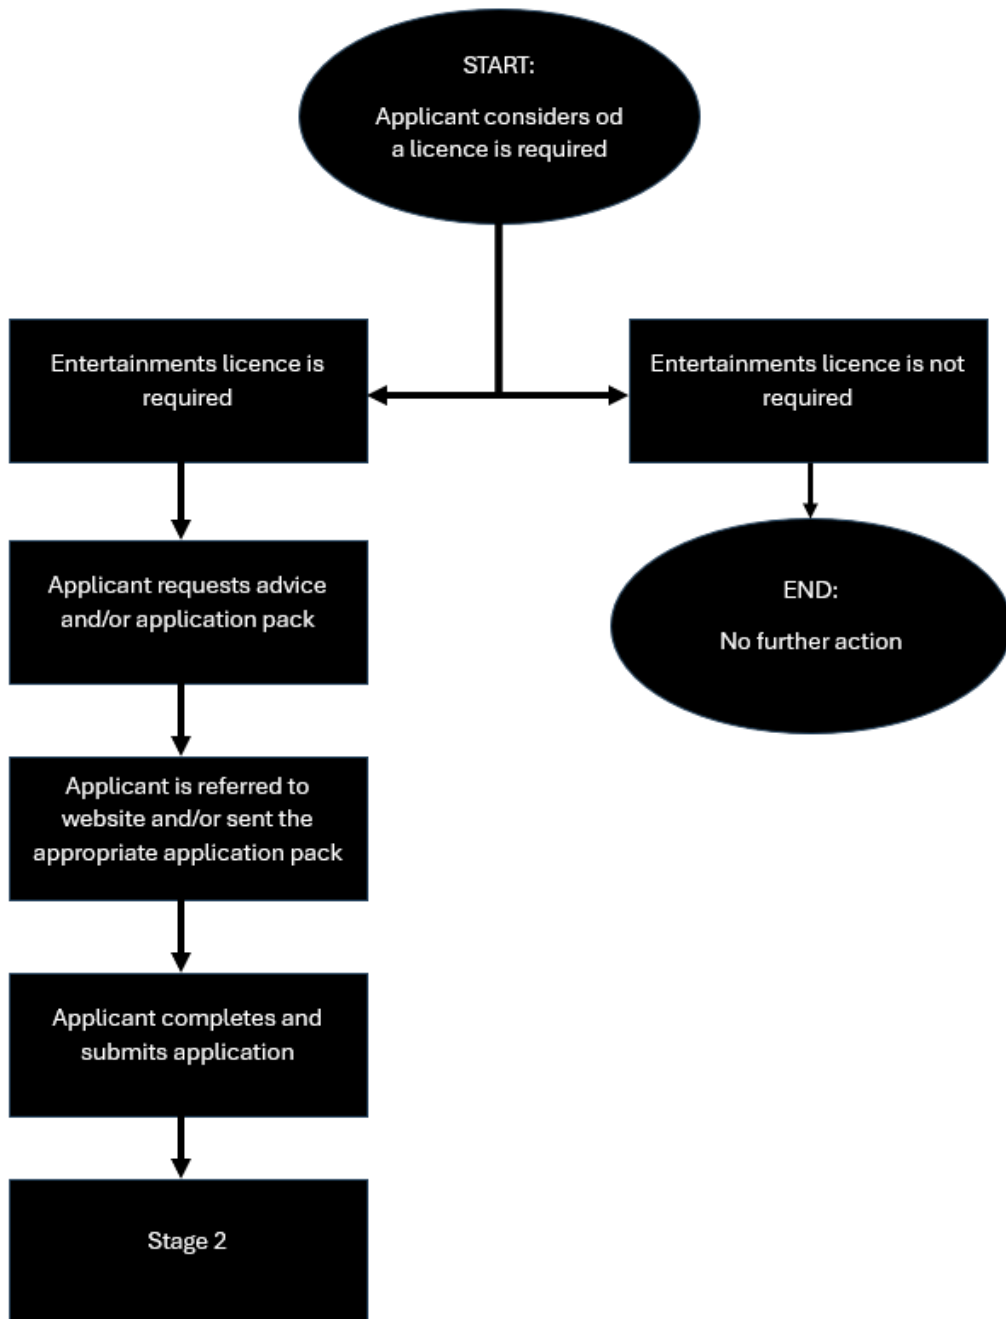 START:
Applicant considers od
a licence is required
Entertainments licence is
required
Entertainments licence is not
required
Applicant requests advice
and/or application pack
END:
No further action
Applicant is referred to
website and/or sent the
appropriate application pack
Applicant completes and
submits application
Stage 2